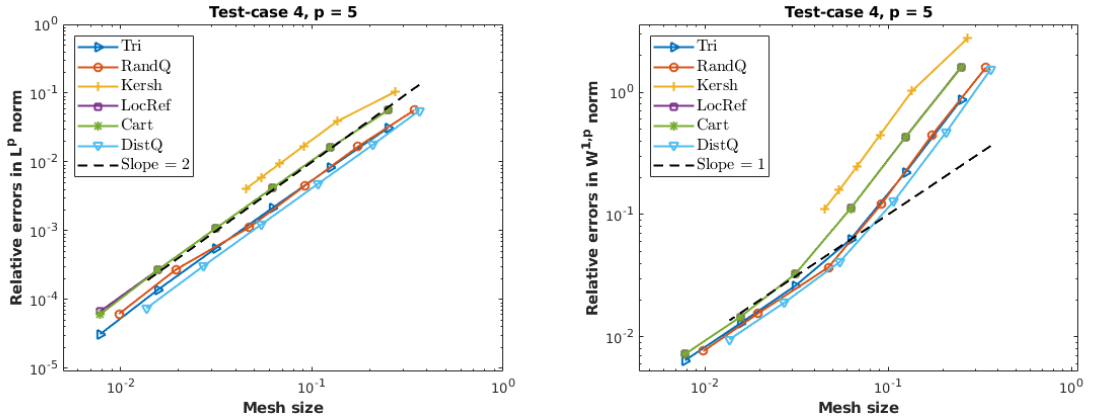 Test-case 4, p = 5
Relative errors in L^p norm
10^0
10^-1
10^-2
10^-3
10^-4
10^-5
Tri
RandQ
Kersh
LocRef
Cart
DistQ
Slope = 2
10^-2
10^-1
10^0
Mesh size
Test-case 4, p = 5
Relative errors in W^1,p norm
10^0
10^-1
10^-2
Tri
RandQ
Kersh
LocRef
Cart
DistQ
Slope = 1
10^-2
10^-1
10^0
Mesh size